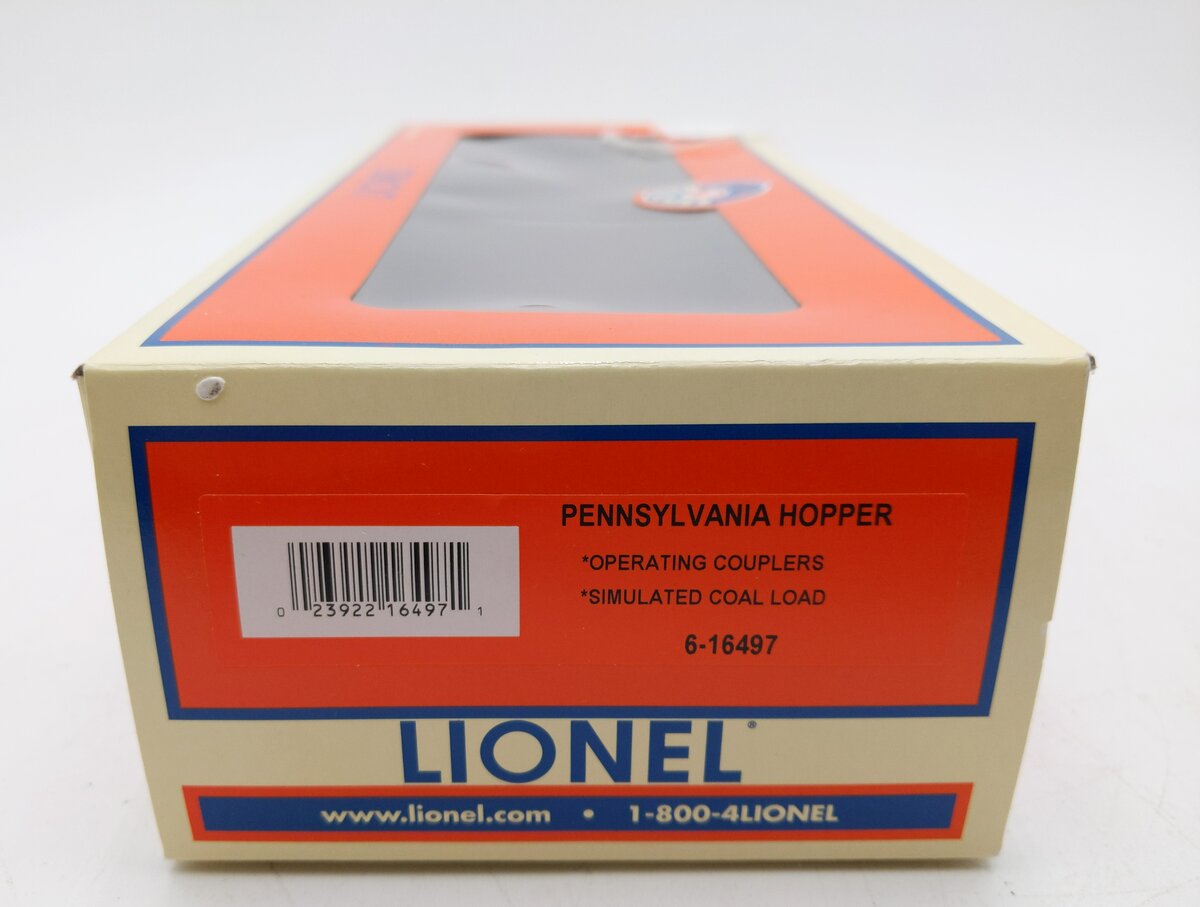 LIONEL
PENNSYLVANIA HOPPER
*OPERATING COUPLERS
*SIMULATED COAL LOAD
6-16497
0 23922 16497 1
LIONEL®
www.lionel.com • 1-800-4LIONEL